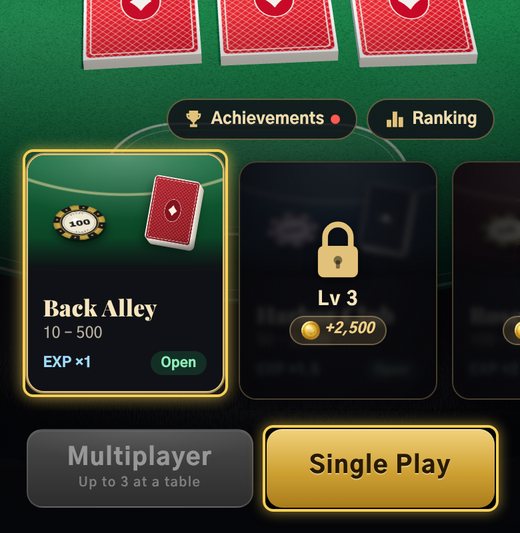 Achievements
Ranking
100
Back Alley
10 – 500
EXP ×1
Open
Lv 3
+2,500
Multiplayer
Up to 3 at a table
Single Play